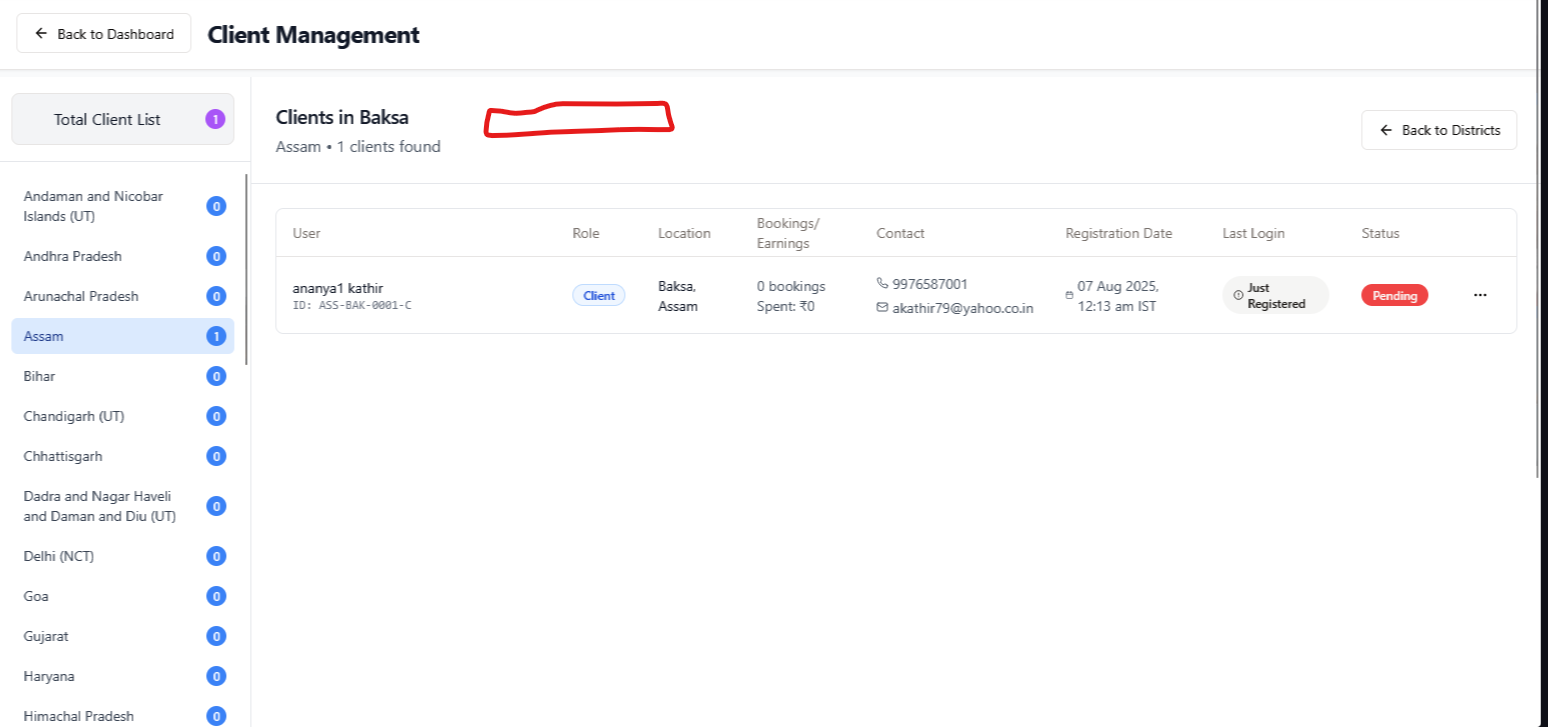 Back to Dashboard
Client Management
Total Client List 1
Andaman and Nicobar
Islands (UT) 0
Andhra Pradesh 0
Arunachal Pradesh 0
Assam 1
Bihar 0
Chandigarh (UT) 0
Chhattisgarh 0
Dadra and Nagar Haveli
and Daman and Diu (UT) 0
Delhi (NCT) 0
Goa 0
Gujarat 0
Haryana 0
Himachal Pradesh 0
Clients in Baksa
Assam • 1 clients found
Back to Districts
User Role Location Bookings/
Earnings Contact Registration Date Last Login Status
ananya1 kathir
ID: ASS-BAK-0001-C
Client
Baksa,
Assam
0 bookings
Spent: ₹0
9976587001
akathir79@yahoo.co.in
07 Aug 2025,
12:13 am IST
Just
Registered
Pending